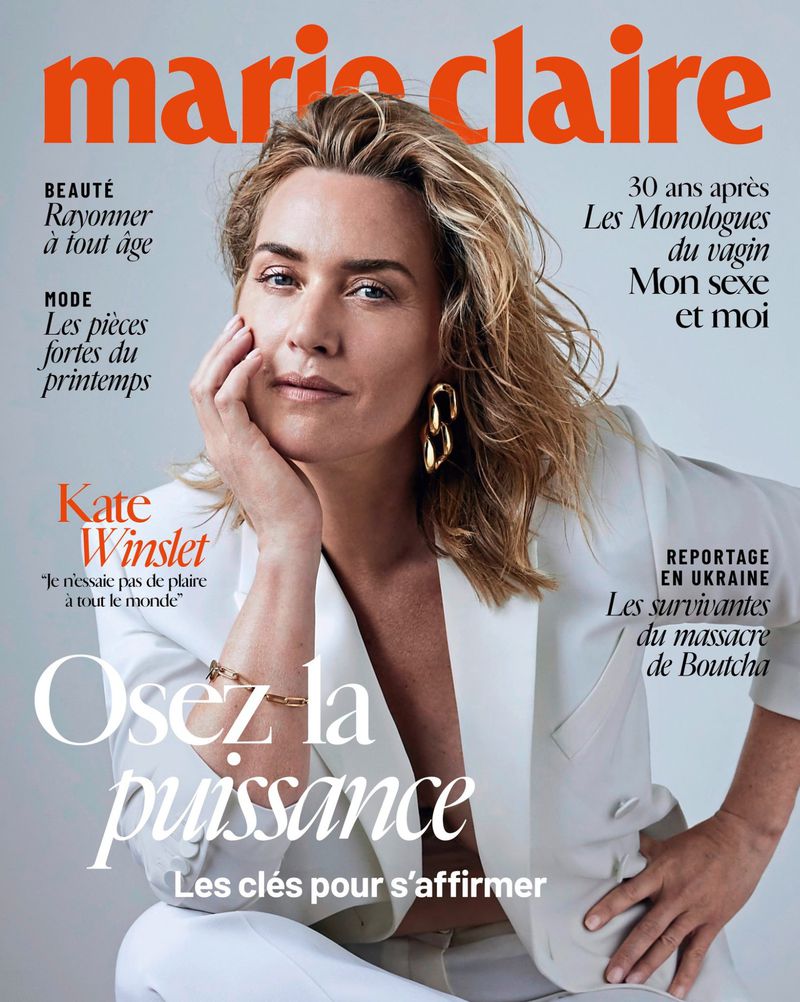 marie claire
BEAUTÉ
Rayonner
à tout âge
MODE
Les pièces
fortes du
printemps
30 ans après
Les Monologues
du vagin
Mon sexe
et moi
Kate
Winslet
“Je n’essaie pas de plaire
à tout le monde”
REPORTAGE
EN UKRAINE
Les survivantes
du massacre
de Boutcha
Osez la
puissance
Les clés pour s’affirmer